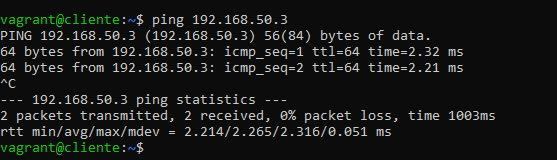 vagrant@cliente:~$ ping 192.168.50.3
PING 192.168.50.3 (192.168.50.3) 56(84) bytes of data.
64 bytes from 192.168.50.3: icmp_seq=1 ttl=64 time=2.32 ms
64 bytes from 192.168.50.3: icmp_seq=2 ttl=64 time=2.21 ms
^C
--- 192.168.50.3 ping statistics ---
2 packets transmitted, 2 received, 0% packet loss, time 1003ms
rtt min/avg/max/mdev = 2.214/2.265/2.316/0.051 ms
vagrant@cliente:~$